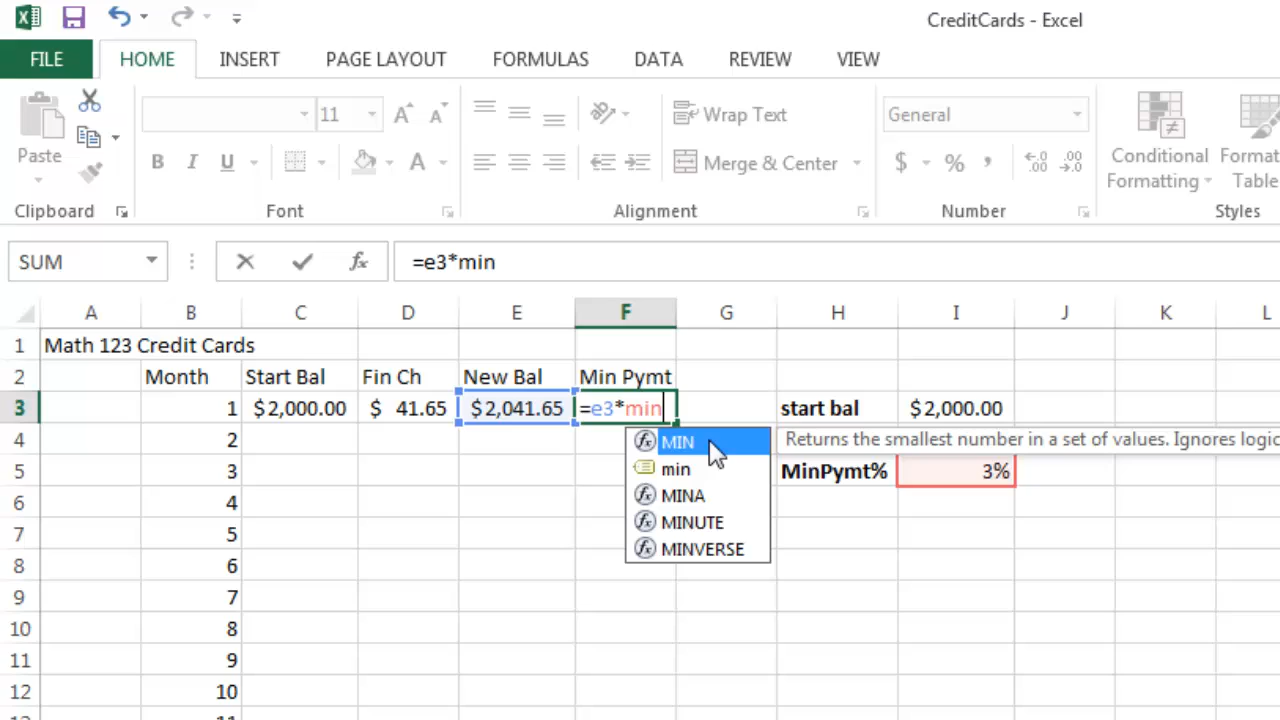 CreditCards - Excel
FILE HOME INSERT PAGE LAYOUT FORMULAS DATA REVIEW VIEW
11 Wrap Text General
Paste Merge & Center $ % , Conditional Format
Formatting Table
Clipboard Font Alignment Number Styles
SUM fx =e3*min
A B C D E F G H I J K L
1 Math 123 Credit Cards
2 Month Start Bal Fin Ch New Bal Min Pymt
3 1 $2,000.00 $ 41.65 $2,041.65 =e3*min start bal $2,000.00
4 2 MIN Returns the smallest number in a set of values. Ignores logic
5 3 min MinPymt% 3%
6 4 MINA
7 5 MINUTE
8 6 MINVERSE
9 7
10 8
11 9
12 10